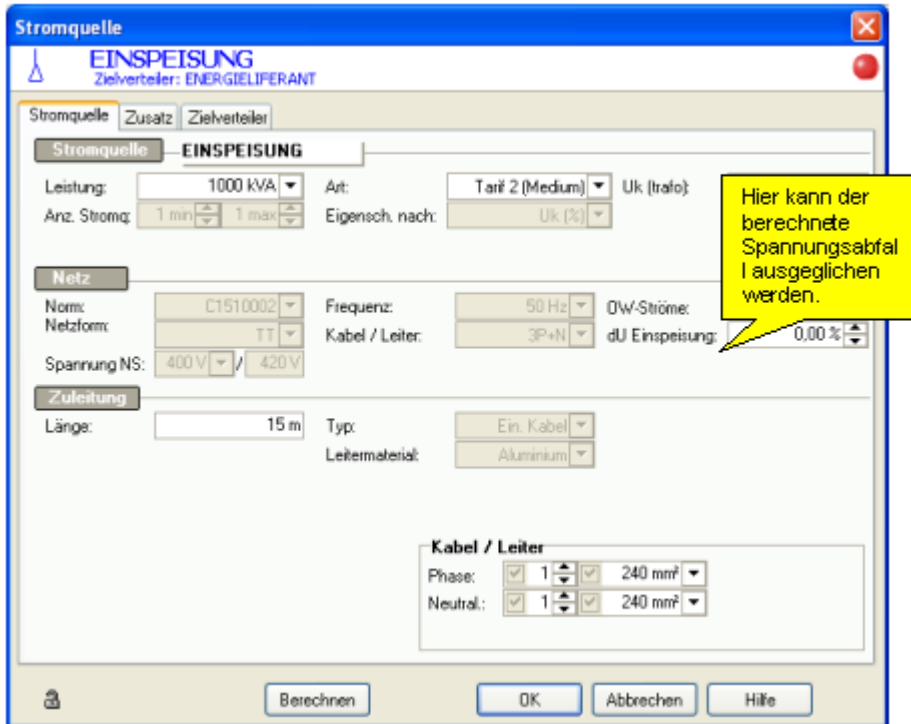 Stromquelle
EINSPEISUNG
Zielverteiler: ENERGIELIFERANT
Stromquelle Zusatz Zielverteiler
Stromquelle EINSPEISUNG
Leistung: 1000 kVA Art: Tarif 2 (Medium) Uk (trafo):
Anz. Stromq: 1 min 1 max Eigensch. nach: Uk (%)
Hier kann der
berechnete
Spannungsabfal
l ausgeglichen
werden.
Netz
Norm: C1510002 Frequenz: 50 Hz OW-Ströme:
Netzform: TT Kabel / Leiter: 3P+N dU Einspeisung: 0,00 %
Spannung NS: 400 V / 420 V
Zuleitung
Länge: 15 m Typ: Ein. Kabel
Leitermaterial: Aluminium
Kabel / Leiter
Phase: 1 240 mm²
Neutral.: 1 240 mm²
Berechnen OK Abbrechen Hilfe